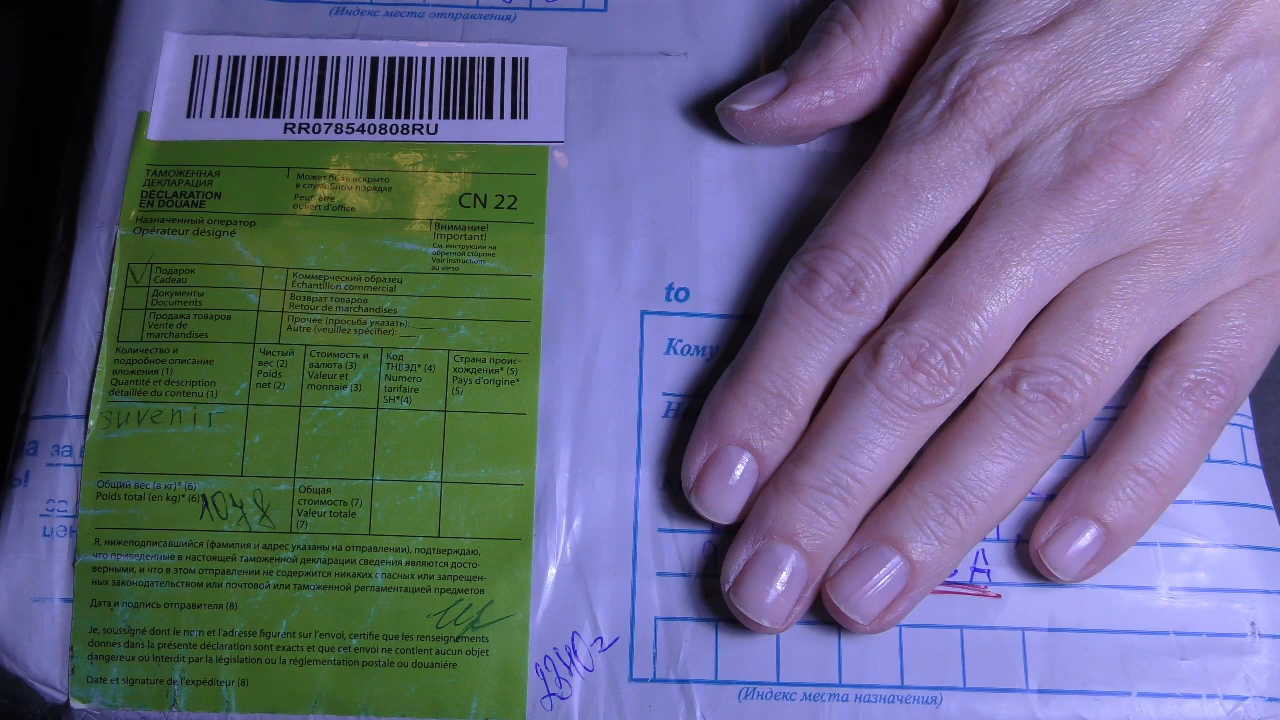 (Индекс места отправления)
RR078540808RU
ТАМОЖЕННАЯ
ДЕКЛАРАЦИЯ
DÉCLARATION
EN DOUANE
Может быть вскрыто
в служебном порядке
Peut être
ouvert d'office
CN 22
Назначенный оператор
Opérateur désigné
Внимание!
Important!
См. инструкции на
обратной стороне
Voir instructions
au verso
Подарок
Cadeau
Коммерческий образец
Échantillon commercial
Документы
Documents
Возврат товаров
Retour de marchandises
Продажа товаров
Vente de
marchandises
Прочее (просьба указать): ___
Autre (veuillez spécifier): ___
Количество и
подробное описание
вложения (1)
Quantité et description
détaillée du contenu (1)
Чистый
вес (2)
Poids
net (2)
Стоимость и
валюта (3)
Valeur et
monnaie (3)
Код
ТНВЭД* (4)
Numero
tarifaire
SH*(4)
Страна проис-
хождения* (5)
Pays d'origine*
(5)
suvenir
Общий вес (в кг)* (6)
Poids total (en kg)* (6)
1048
Общая
стоимость (7)
Valeur totale
(7)
Я, нижеподписавшийся (фамилия и адрес указаны на отправлении), подтверждаю,
что приведенные в настоящей таможенной декларации сведения являются досто-
верными, и что в этом отправлении не содержится никаких опасных или запрещен-
ных законодательством или почтовой или таможенной регламентацией предметов
Дата и подпись отправителя (8)
Je, soussigné dont le nom et l'adresse figurent sur l'envoi, certifie que les renseignements
donnés dans la présente déclaration sont exacts et que cet envoi ne contient aucun objet
dangereux ou interdit par la législation ou la réglementation postale ou douanière
Date et signature de l'expéditeur (8)
to
Кому
A
(Индекс места назначения)